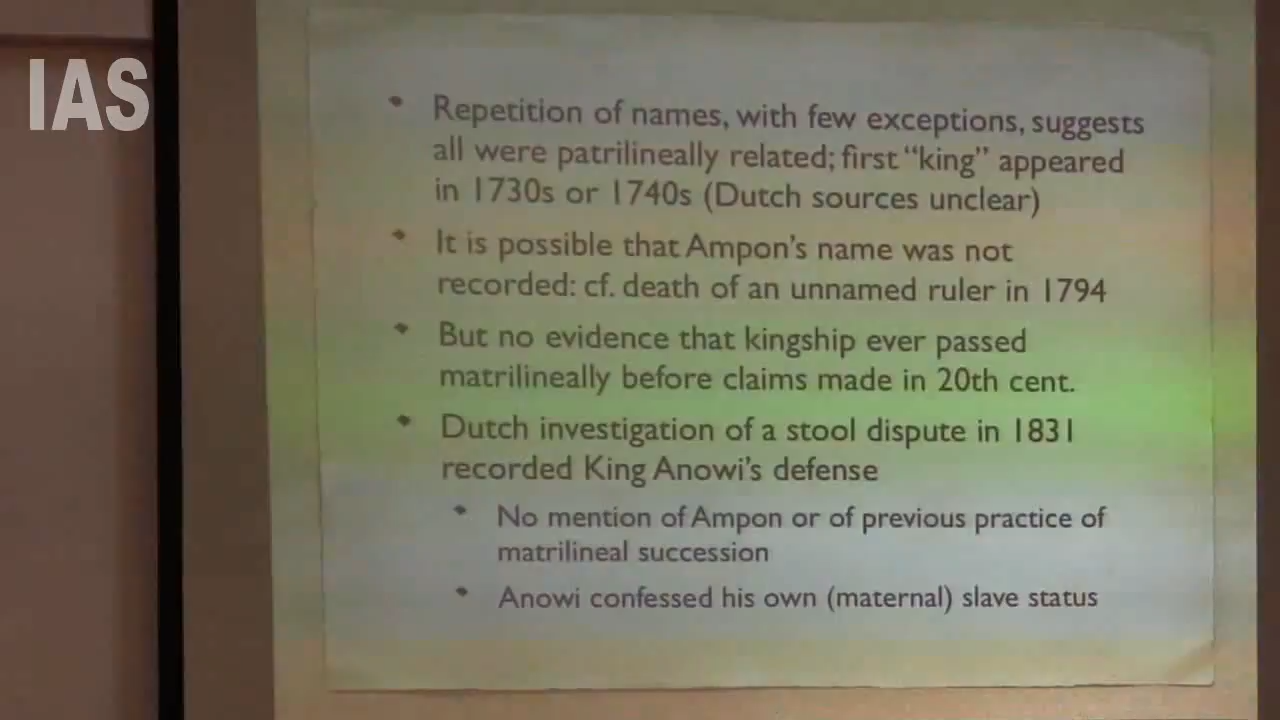 IAS
• Repetition of names, with few exceptions, suggests
all were patrilineally related; first “king” appeared
in 1730s or 1740s (Dutch sources unclear)
• It is possible that Ampon’s name was not
recorded: cf. death of an unnamed ruler in 1794
• But no evidence that kingship ever passed
matrilineally before claims made in 20th cent.
• Dutch investigation of a stool dispute in 1831
recorded King Anowi’s defense
• No mention of Ampon or of previous practice of
matrilineal succession
• Anowi confessed his own (maternal) slave status